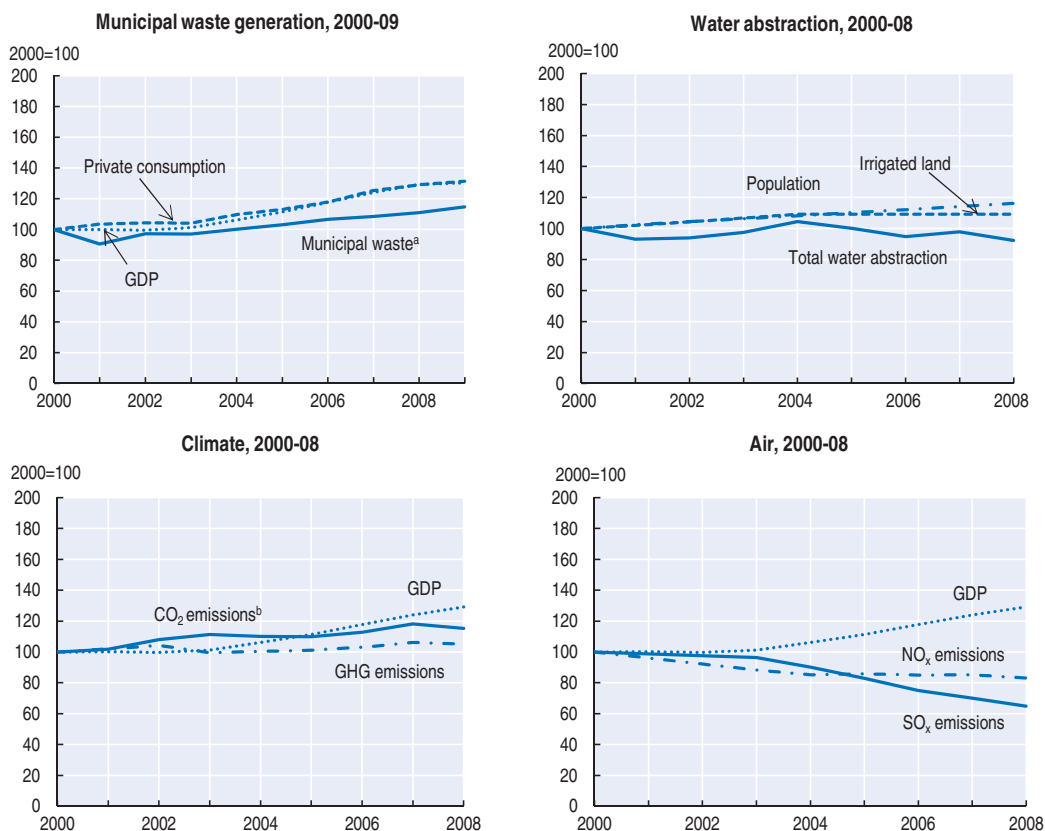 Municipal waste generation, 2000-09
2000=100
200
180
160
140
120
100
80
60
40
20
0
Private consumption
Municipal wasteᵃ
GDP
2000 2002 2004 2006 2008
Water abstraction, 2000-08
2000=100
200
180
160
140
120
100
80
60
40
20
0
Irrigated land
Population
Total water abstraction
2000 2002 2004 2006 2008
Climate, 2000-08
2000=100
200
180
160
140
120
100
80
60
40
20
0
GDP
CO₂ emissionsᵇ
GHG emissions
2000 2002 2004 2006 2008
Air, 2000-08
2000=100
200
180
160
140
120
100
80
60
40
20
0
GDP
NOₓ emissions
SOₓ emissions
2000 2002 2004 2006 2008